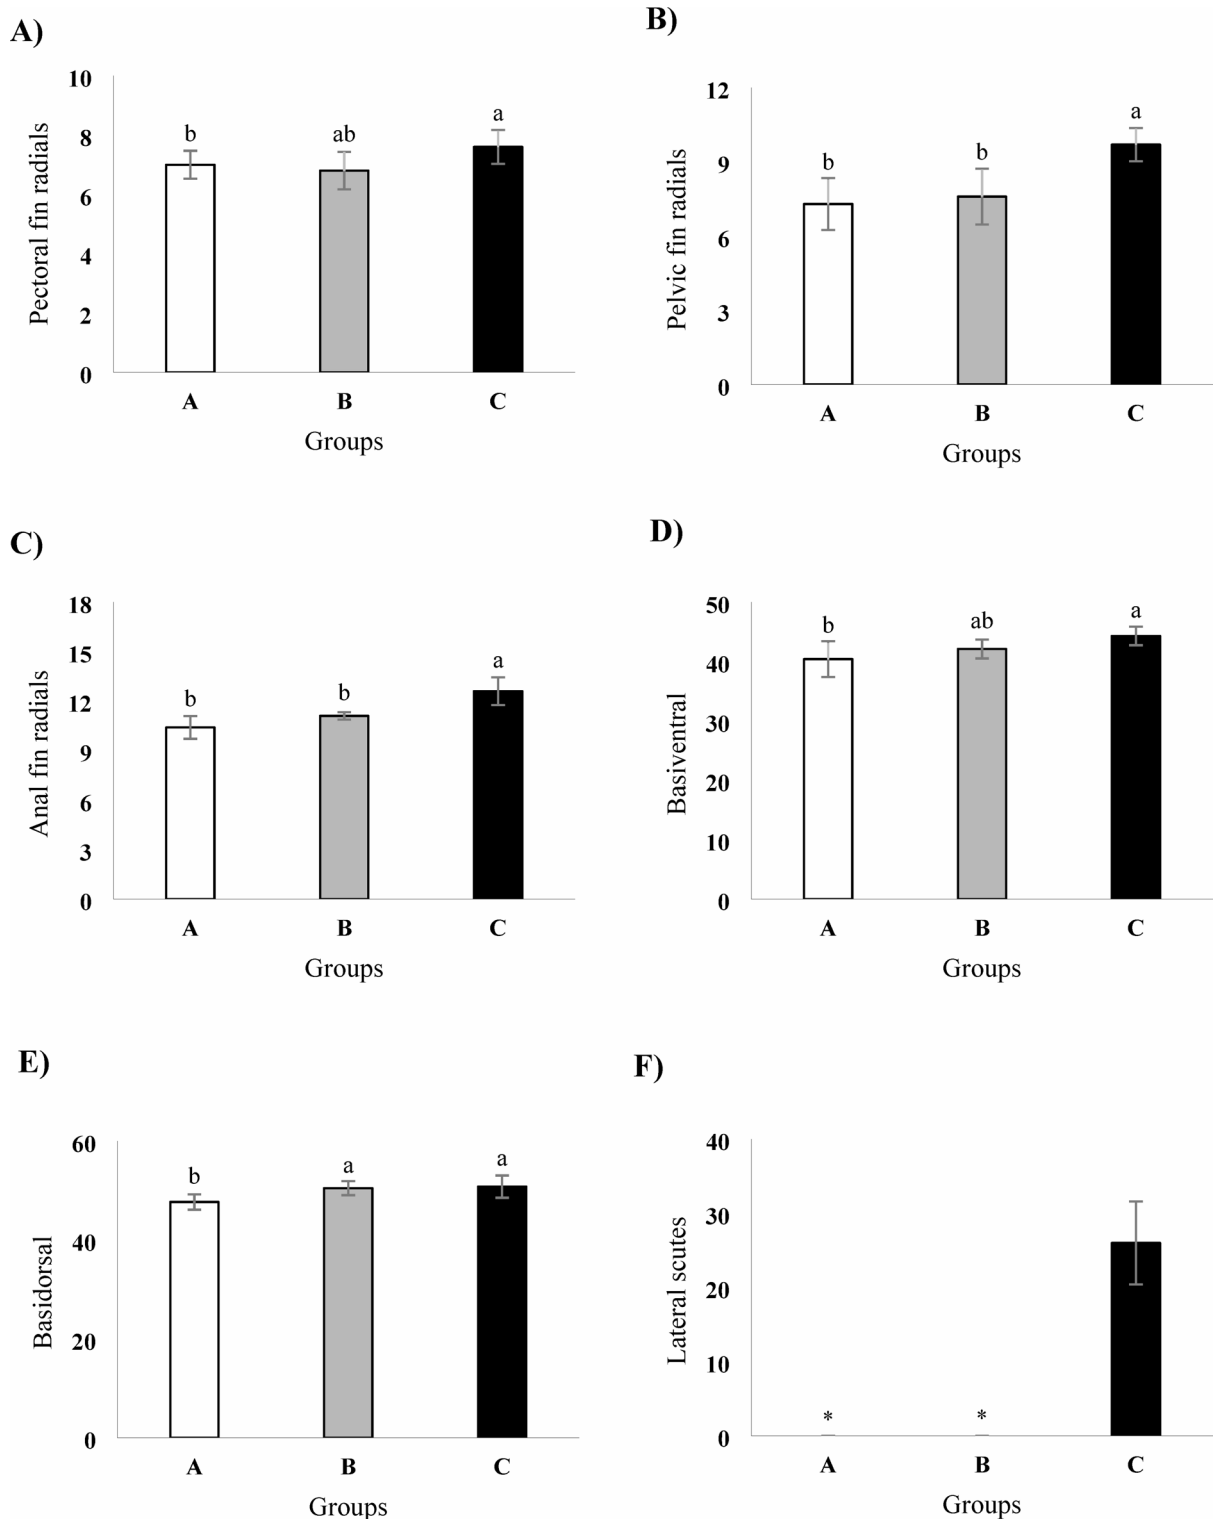 A)
10
8
6
4
2
0
Pectoral fin radials
b
ab
a
A B C
Groups
B)
12
9
6
3
0
Pelvic fin radials
b
b
a
A B C
Groups
C)
18
15
12
9
6
3
0
Anal fin radials
b
b
a
A B C
Groups
D)
50
40
30
20
10
0
Basiventral
b
ab
a
A B C
Groups
E)
60
40
20
0
Basidorsal
b
a
a
A B C
Groups
F)
40
30
20
10
0
Lateral scutes
*
*
A B C
Groups